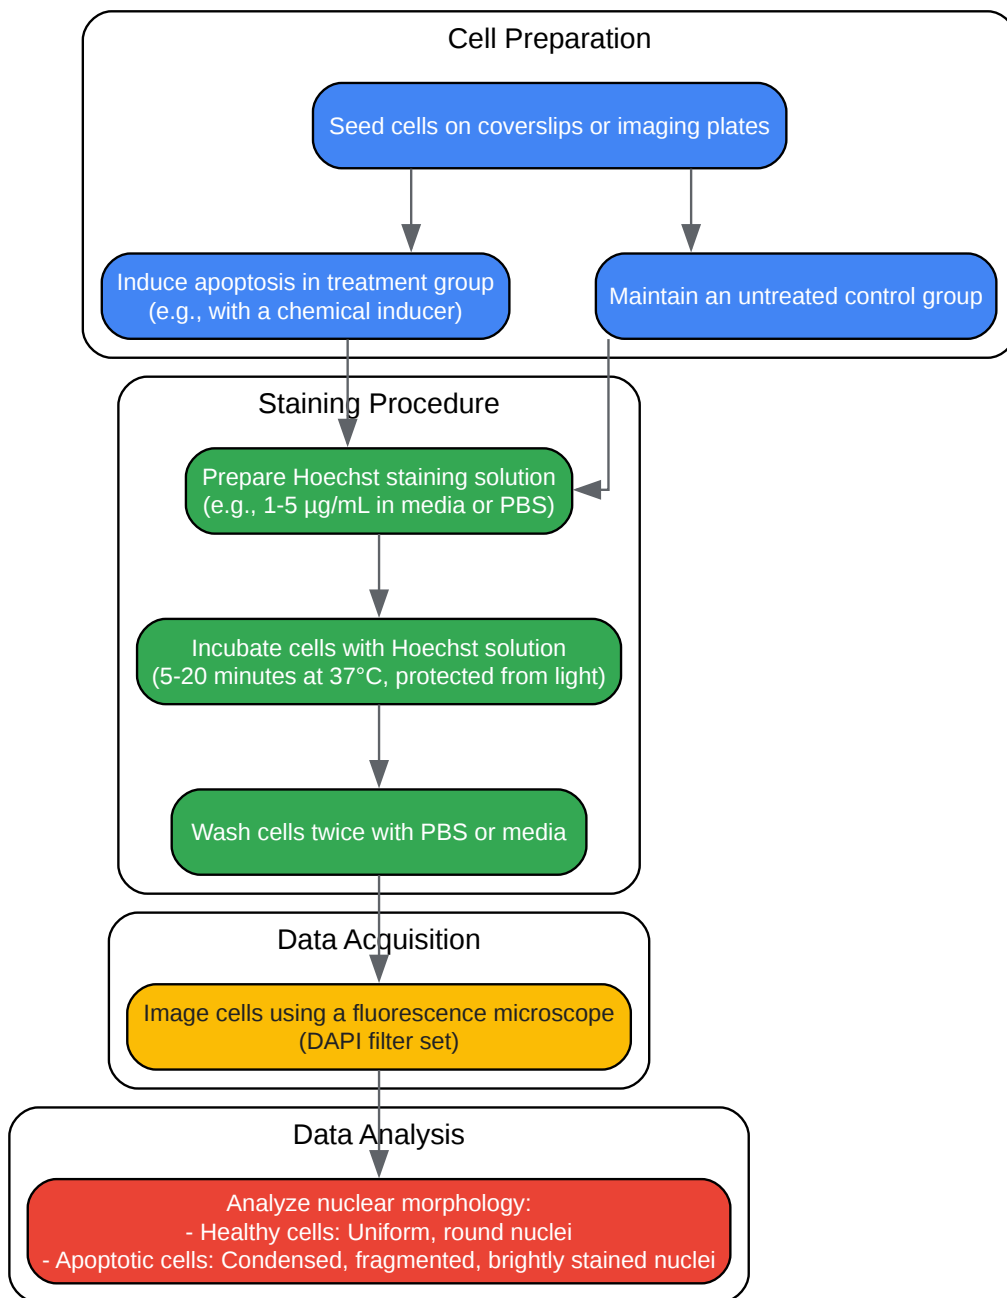 Cell Preparation
Seed cells on coverslips or imaging plates
Induce apoptosis in treatment group
(e.g., with a chemical inducer)
Maintain an untreated control group
Staining Procedure
Prepare Hoechst staining solution
(e.g., 1-5 µg/mL in media or PBS)
Incubate cells with Hoechst solution
(5-20 minutes at 37°C, protected from light)
Wash cells twice with PBS or media
Data Acquisition
Image cells using a fluorescence microscope
(DAPI filter set)
Data Analysis
Analyze nuclear morphology:
- Healthy cells: Uniform, round nuclei
- Apoptotic cells: Condensed, fragmented, brightly stained nuclei